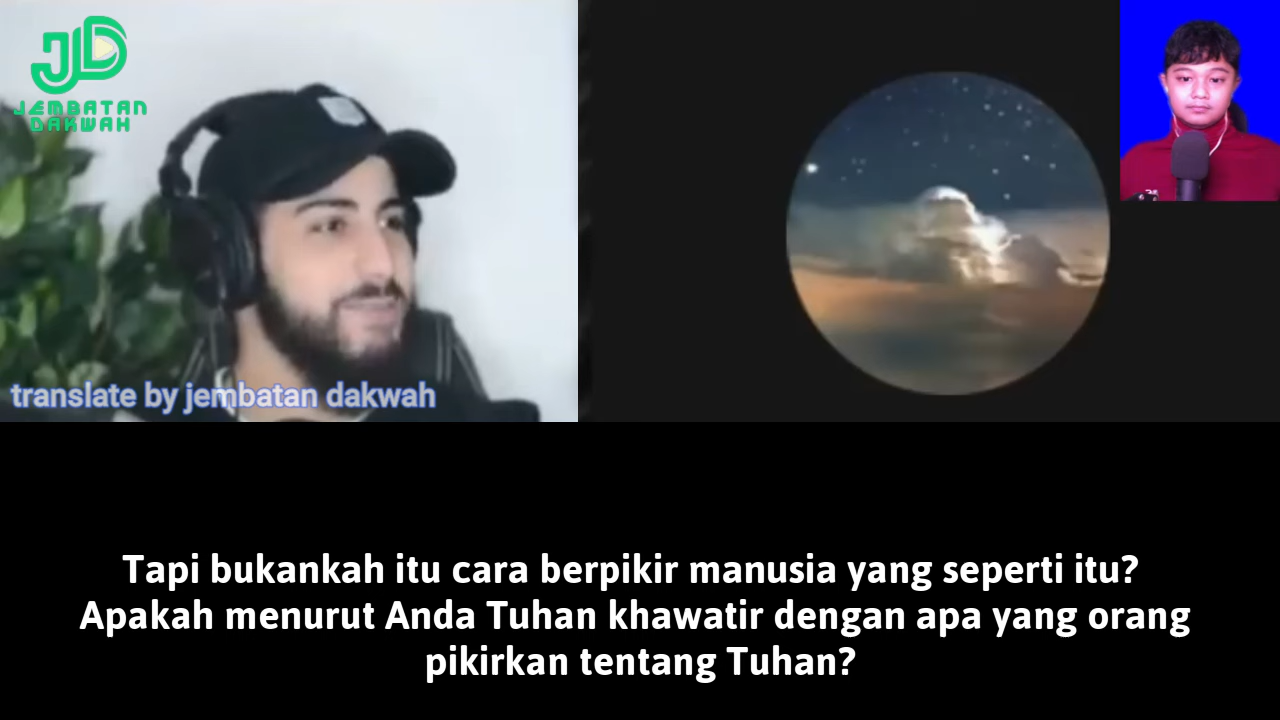 JEMBATAN
DAKWAH
translate by jembatan dakwah
Tapi bukankah itu cara berpikir manusia yang seperti itu?
Apakah menurut Anda Tuhan khawatir dengan apa yang orang
pikirkan tentang Tuhan?